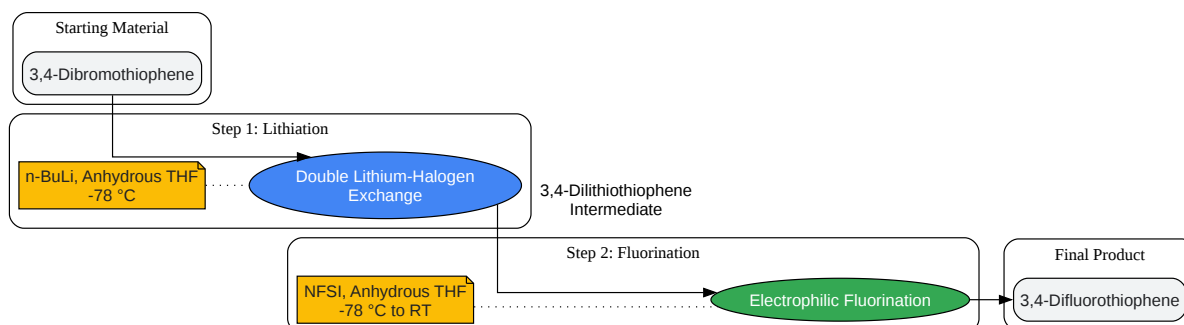 Starting Material
3,4-Dibromothiophene
Step 1: Lithiation
n-BuLi, Anhydrous THF
-78 °C
Double Lithium-Halogen
Exchange
3,4-Dilithiothiophene
Intermediate
Step 2: Fluorination
NFSI, Anhydrous THF
-78 °C to RT
Electrophilic Fluorination
Final Product
3,4-Difluorothiophene